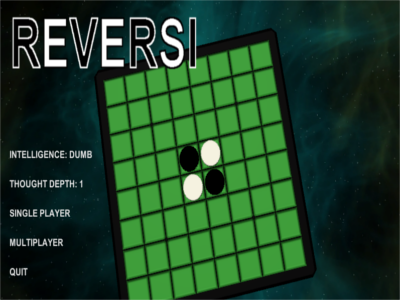 REVERSI
INTELLIGENCE: DUMB
THOUGHT DEPTH: 1
SINGLE PLAYER
MULTIPLAYER
QUIT